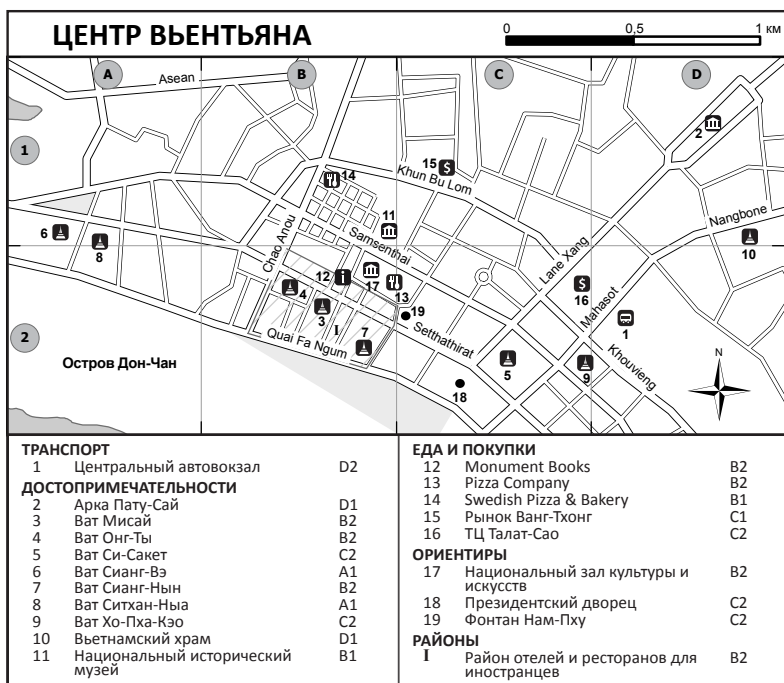 ЦЕНТР ВЬЕНТЬЯНА
0 0,5 1 км
A B C D
Asean
2
1
15
14
Khun Bu Lom
11
Nangbone
6
8
Chao Anou
Samsenthai
Lane Xang
10
12
17
13
16
4
3
19
Mahasot
1
I
7
Setthathirat
2
Quai Fa Ngum
Khouvieng
N
Остров Дон-Чан
5
9
18
ТРАНСПОРТ
1 Центральный автовокзал D2
ДОСТОПРИМЕЧАТЕЛЬНОСТИ
2 Арка Пату-Сай D1
3 Ват Мисай B2
4 Ват Онг-Ты B2
5 Ват Си-Сакет C2
6 Ват Сианг-Вэ A1
7 Ват Сианг-Нын B2
8 Ват Ситхан-Ныа A1
9 Ват Хо-Пха-Кэо C2
10 Вьетнамский храм D1
11 Национальный исторический B1
музей
ЕДА И ПОКУПКИ
12 Monument Books B2
13 Pizza Company B2
14 Swedish Pizza & Bakery B1
15 Рынок Ванг-Тхонг C1
16 ТЦ Талат-Сао C2
ОРИЕНТИРЫ
17 Национальный зал культуры и B2
искусств
18 Президентский дворец C2
19 Фонтан Нам-Пху C2
РАЙОНЫ
I Район отелей и ресторанов для B2
иностранцев